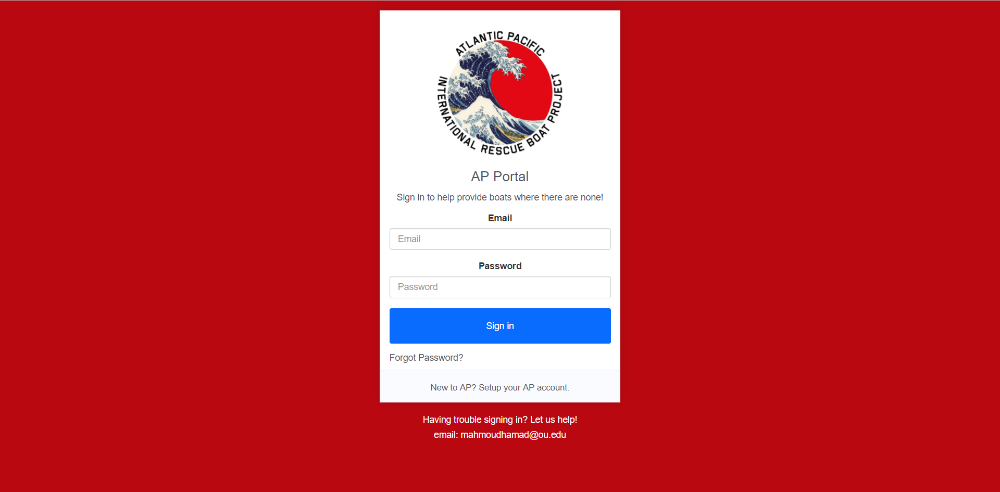 ATLANTIC PACIFIC
INTERNATIONAL RESCUE BOAT PROJECT
AP Portal
Sign in to help provide boats where there are none!
Email
Email
Password
Password
Sign in
Forgot Password?
New to AP? Setup your AP account.
Having trouble signing in? Let us help!
email: mahmoudhamad@ou.edu